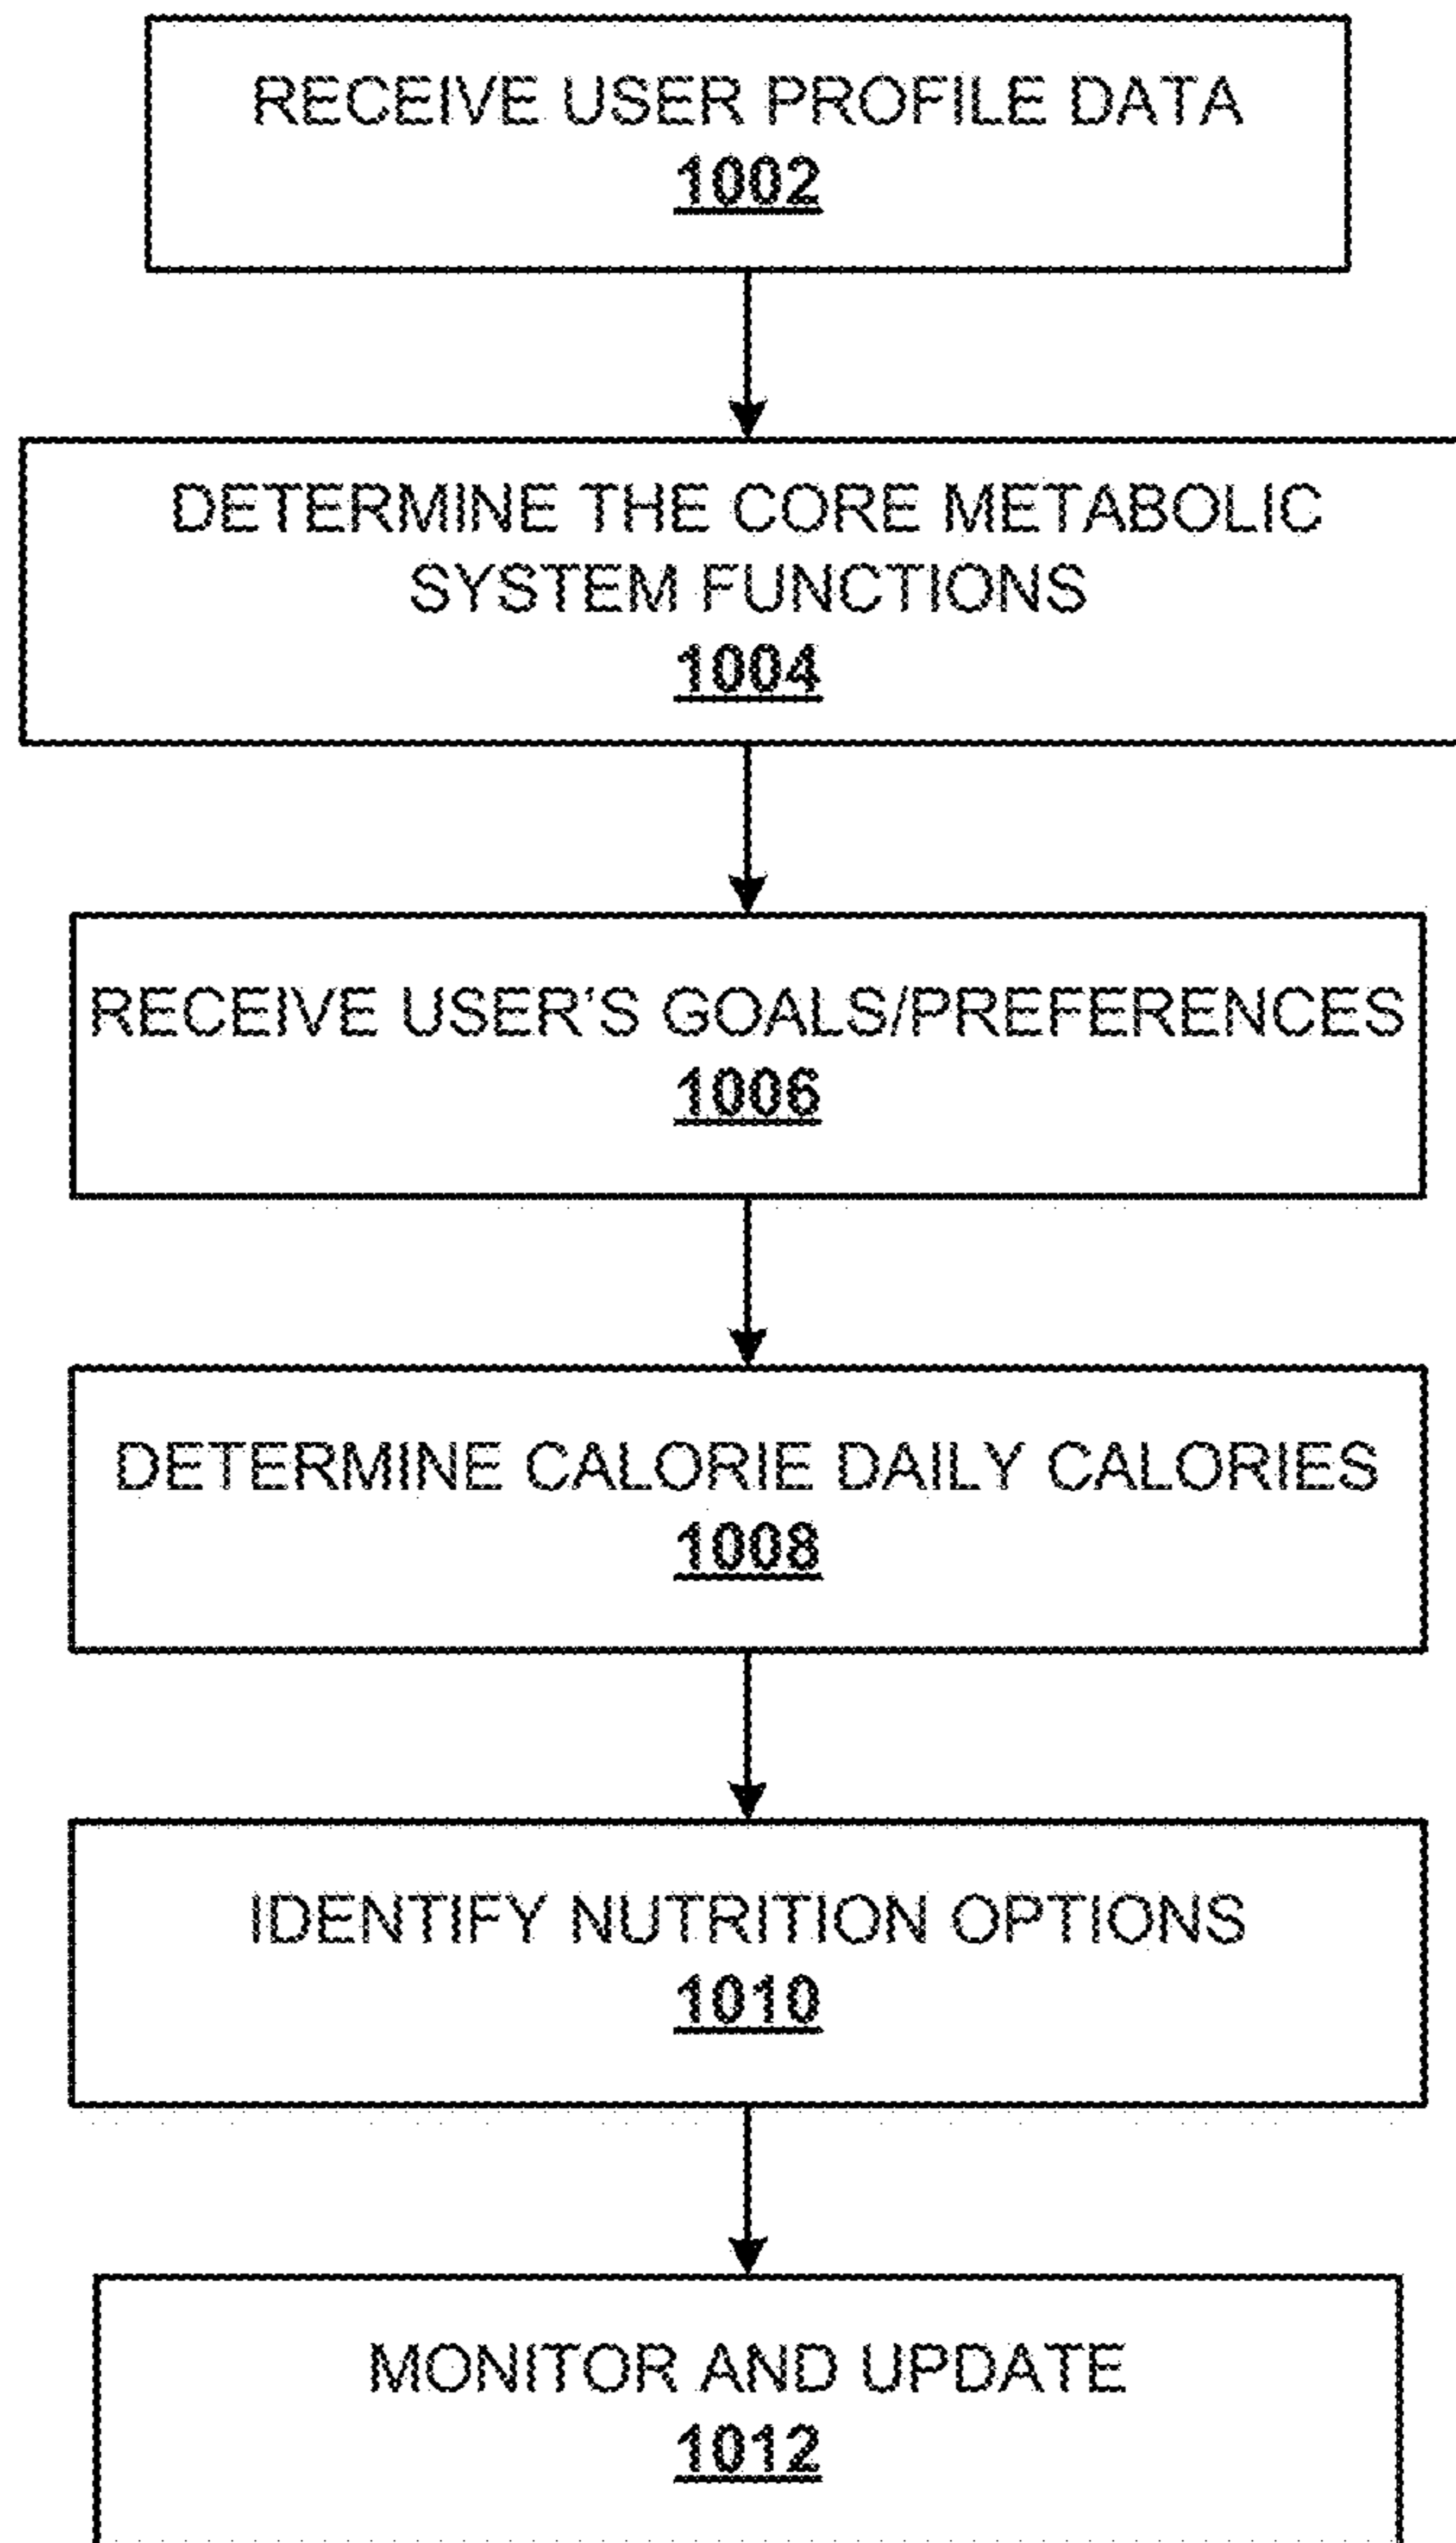 RECEIVE USER PROFILE DATA
1002
DETERMINE THE CORE METABOLIC
SYSTEM FUNCTIONS
1004
RECEIVE USER'S GOALS/PREFERENCES
1006
DETERMINE CALORIE DAILY CALORIES
1008
IDENTIFY NUTRITION OPTIONS
1010
MONITOR AND UPDATE
1012